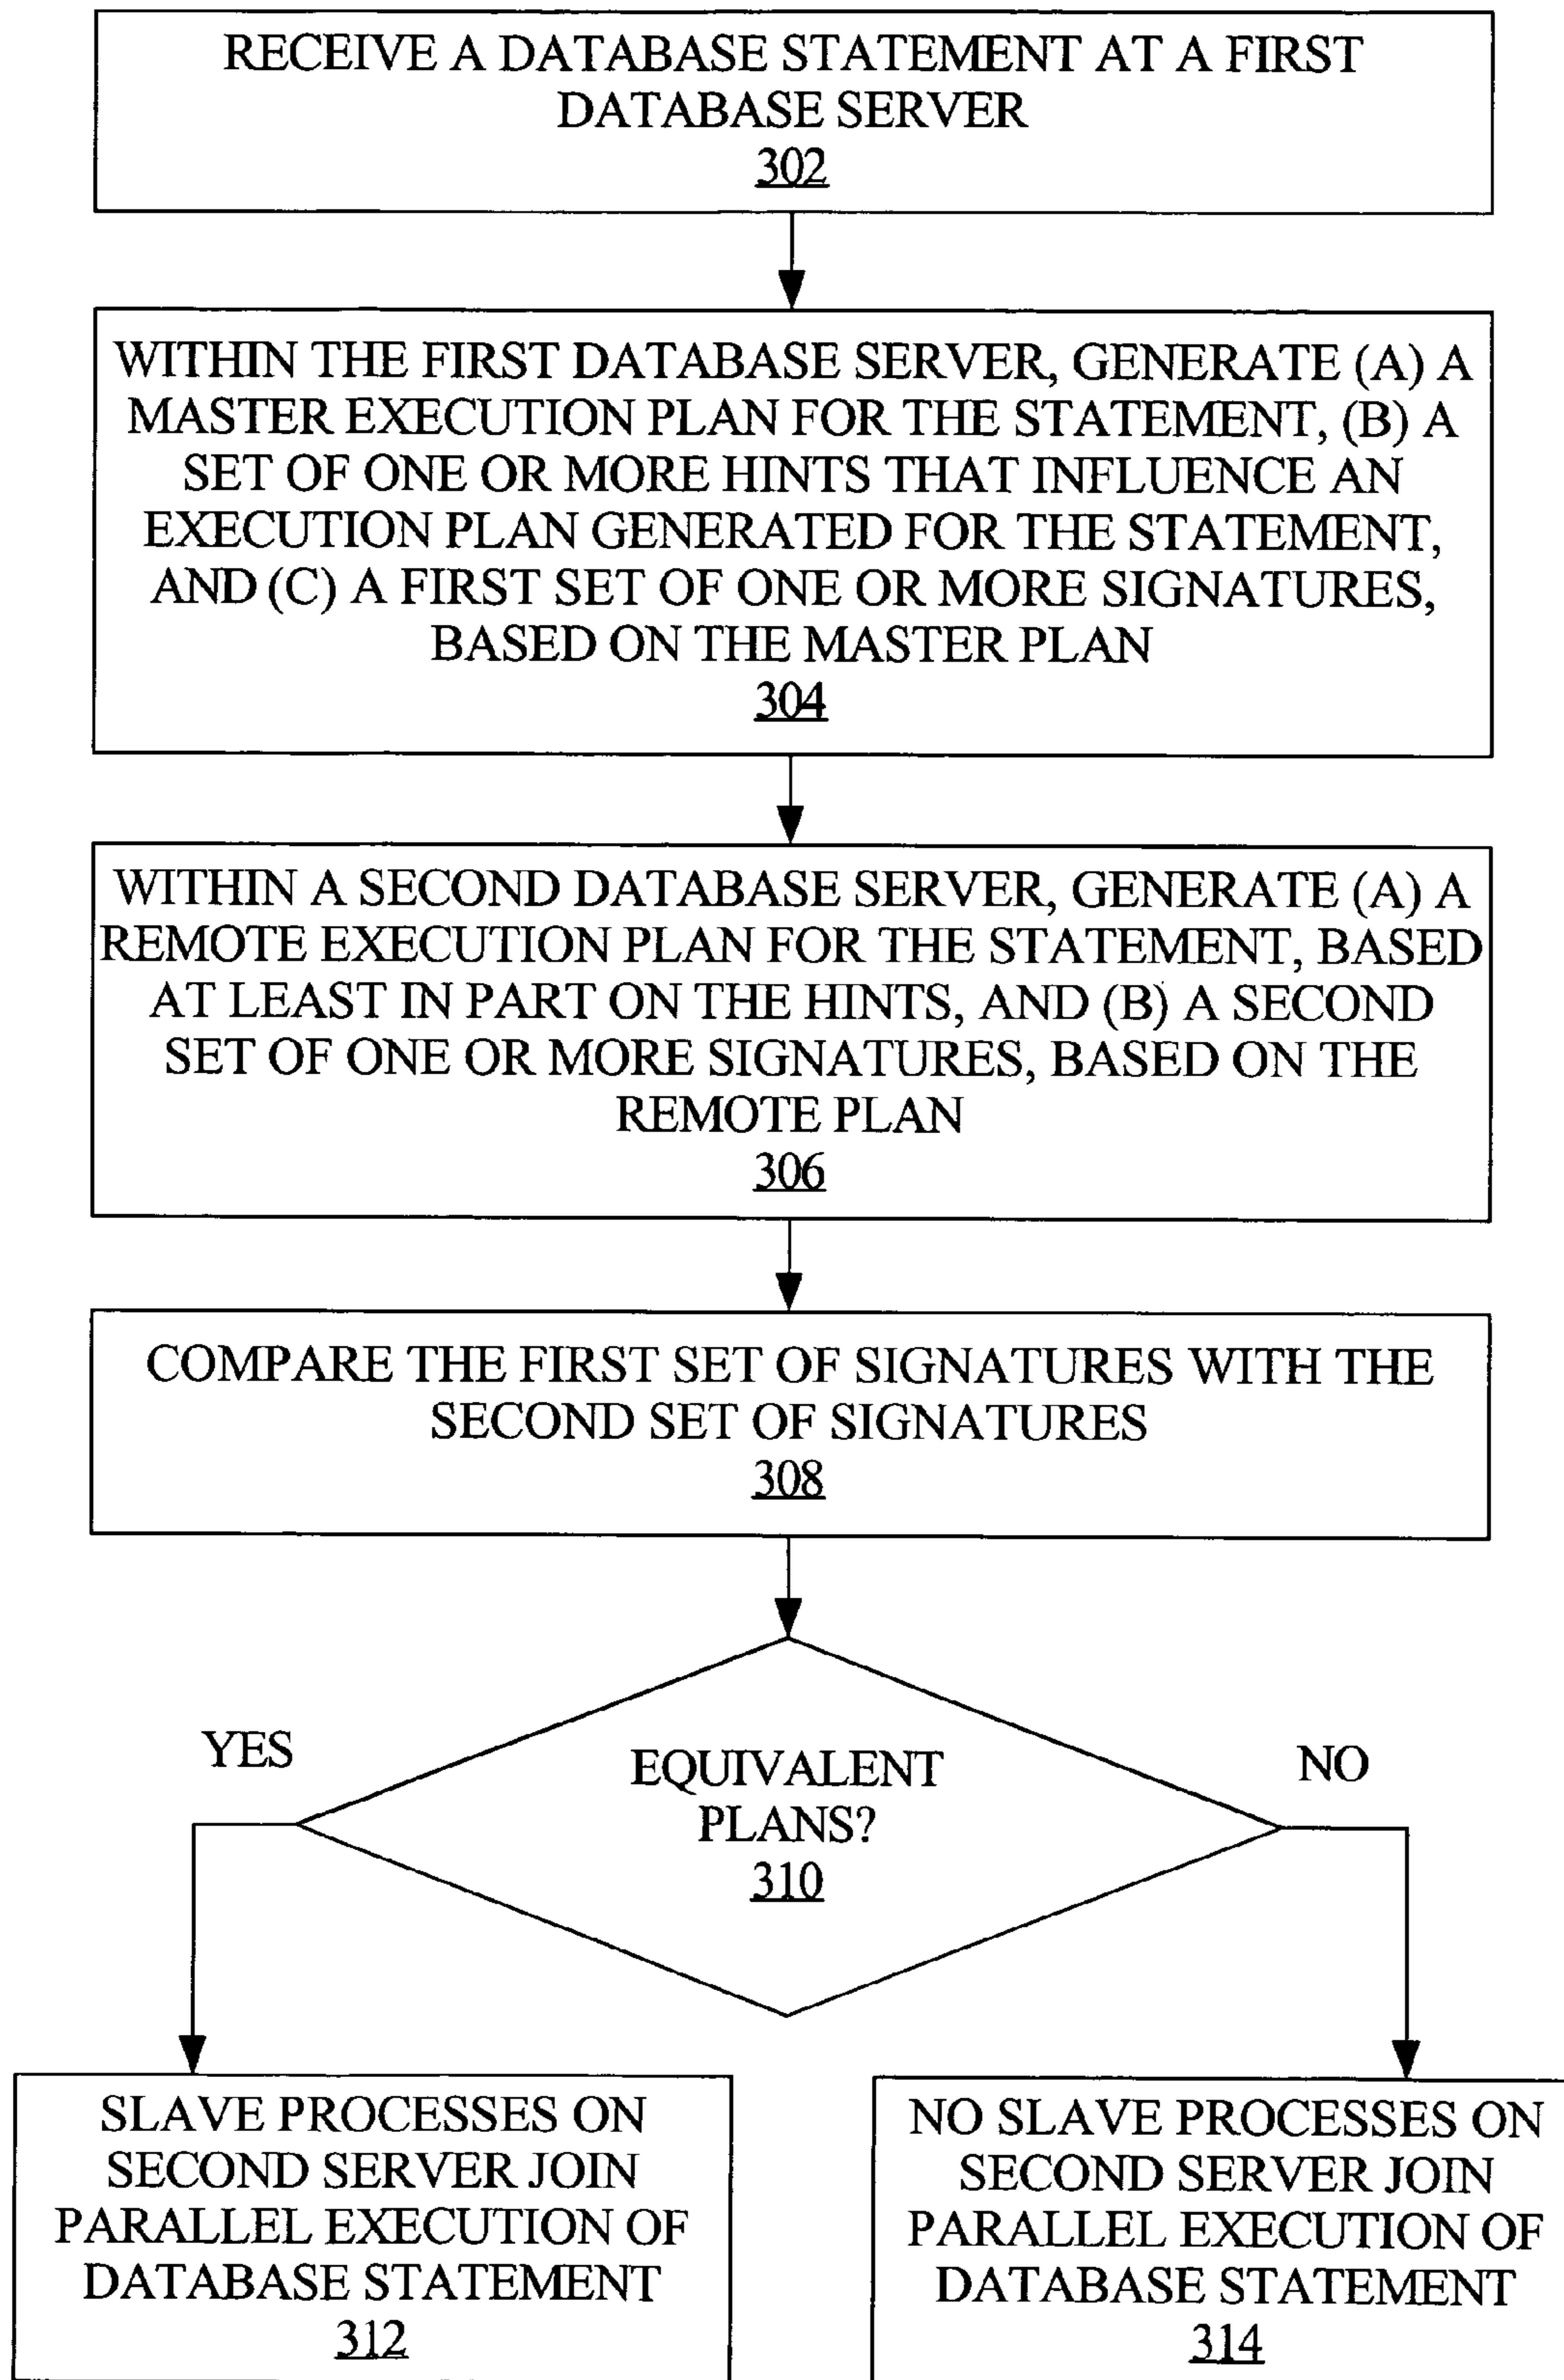 RECEIVE A DATABASE STATEMENT AT A FIRST
DATABASE SERVER
302
WITHIN THE FIRST DATABASE SERVER, GENERATE (A) A
MASTER EXECUTION PLAN FOR THE STATEMENT, (B) A
SET OF ONE OR MORE HINTS THAT INFLUENCE AN
EXECUTION PLAN GENERATED FOR THE STATEMENT,
AND (C) A FIRST SET OF ONE OR MORE SIGNATURES,
BASED ON THE MASTER PLAN
304
WITHIN A SECOND DATABASE SERVER, GENERATE (A) A
REMOTE EXECUTION PLAN FOR THE STATEMENT, BASED
AT LEAST IN PART ON THE HINTS, AND (B) A SECOND
SET OF ONE OR MORE SIGNATURES, BASED ON THE
REMOTE PLAN
306
COMPARE THE FIRST SET OF SIGNATURES WITH THE
SECOND SET OF SIGNATURES
308
YES
EQUIVALENT
PLANS?
310
NO
SLAVE PROCESSES ON
SECOND SERVER JOIN
PARALLEL EXECUTION OF
DATABASE STATEMENT
312
NO SLAVE PROCESSES ON
SECOND SERVER JOIN
PARALLEL EXECUTION OF
DATABASE STATEMENT
314